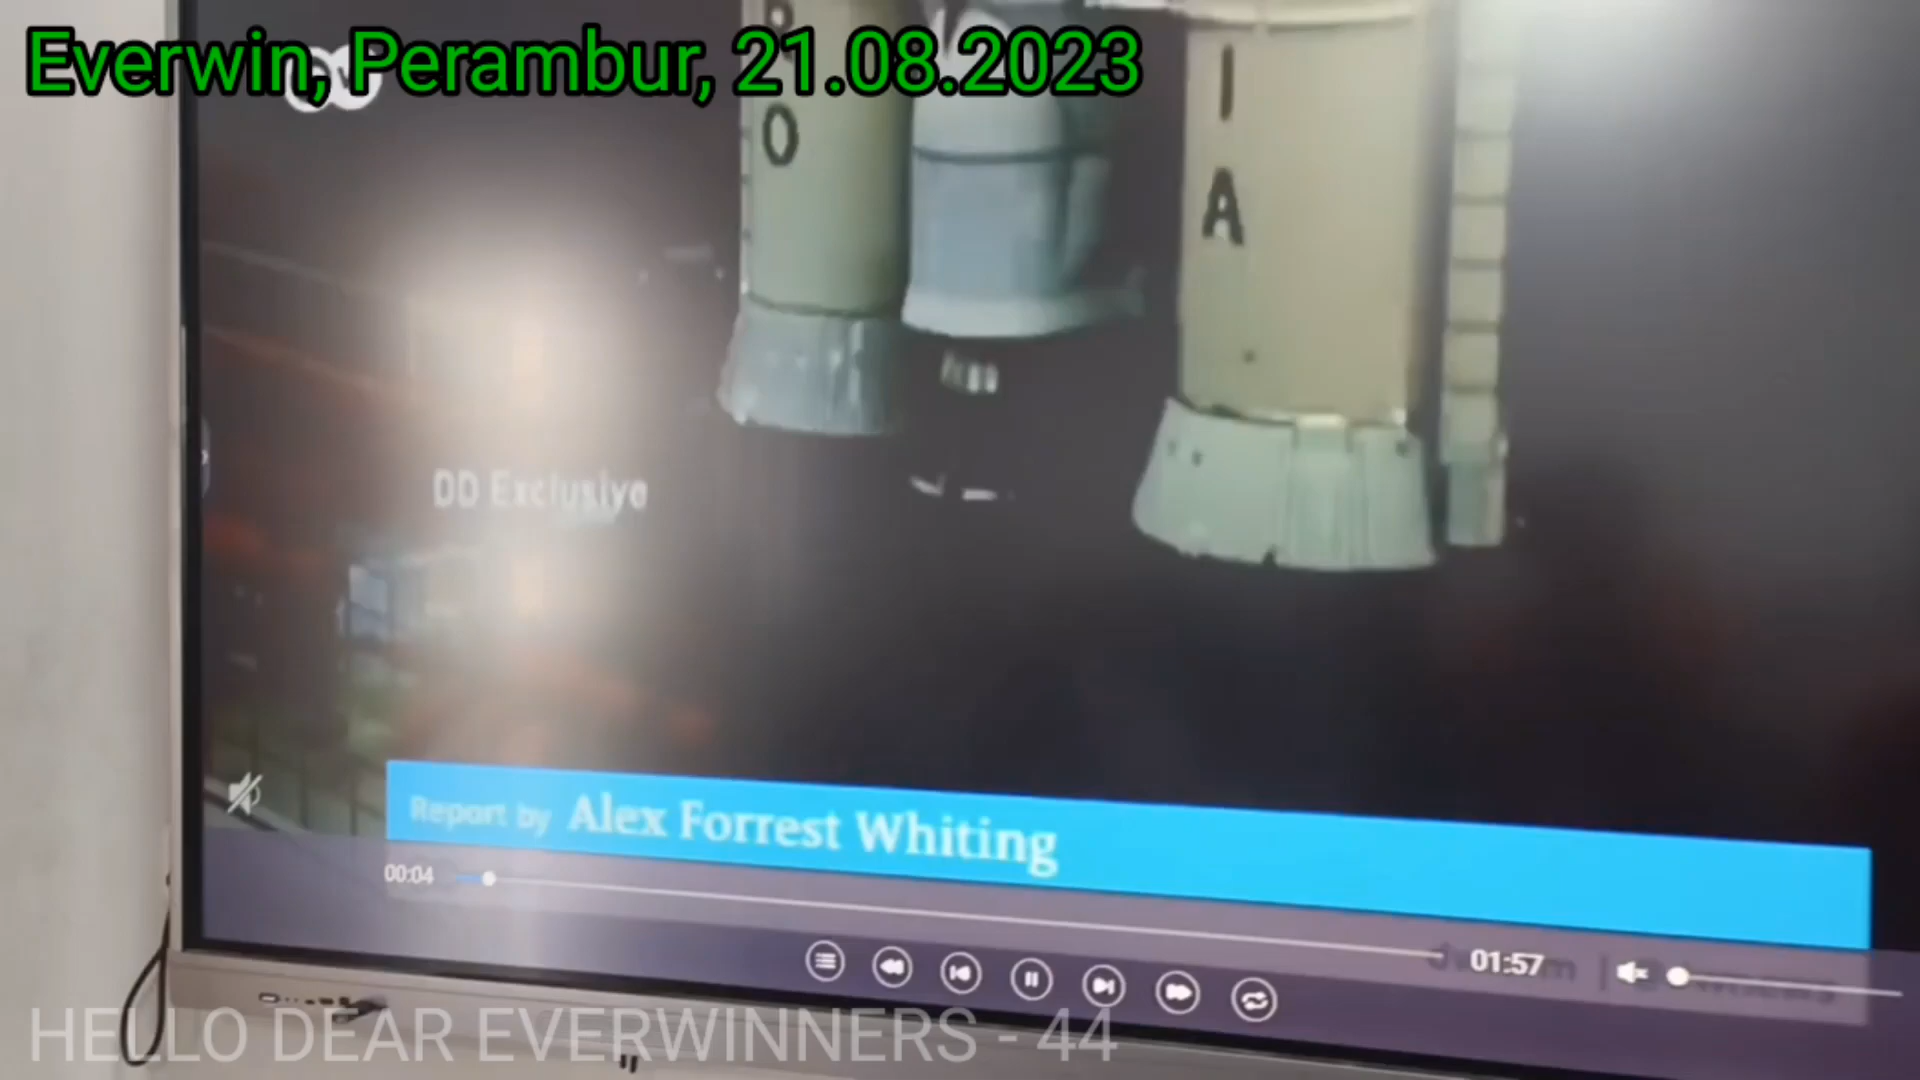 Everwin, Perambur, 21.08.2023
R
O
I
A
DD Exclusive
Report by Alex Forrest Whiting
00:04
01:57
HELLO DEAR EVERWINNERS - 44